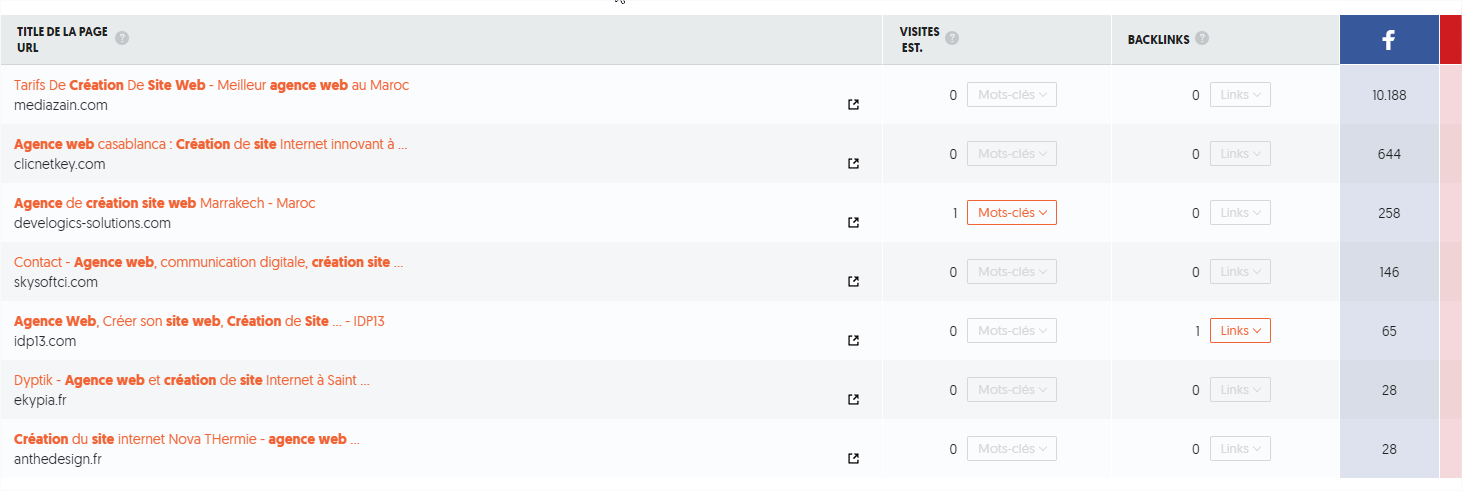 TITLE DE LA PAGE
URL
VISITES
EST.
BACKLINKS
Tarifs De Création De Site Web - Meilleur agence web au Maroc
mediazain.com
0 Mots-clés 0 Links 10.188
Agence web casablanca : Création de site Internet innovant à ...
clicnetkey.com
0 Mots-clés 0 Links 644
Agence de création site web Marrakech - Maroc
develogics-solutions.com
1 Mots-clés 0 Links 258
Contact - Agence web, communication digitale, création site ...
skysoftci.com
0 Mots-clés 0 Links 146
Agence Web, Créer son site web, Création de Site ... - IDP13
idp13.com
0 Mots-clés 1 Links 65
Dyptik - Agence web et création de site Internet à Saint ...
ekypia.fr
0 Mots-clés 0 Links 28
Création du site internet Nova THermie - agence web ...
anthedesign.fr
0 Mots-clés 0 Links 28